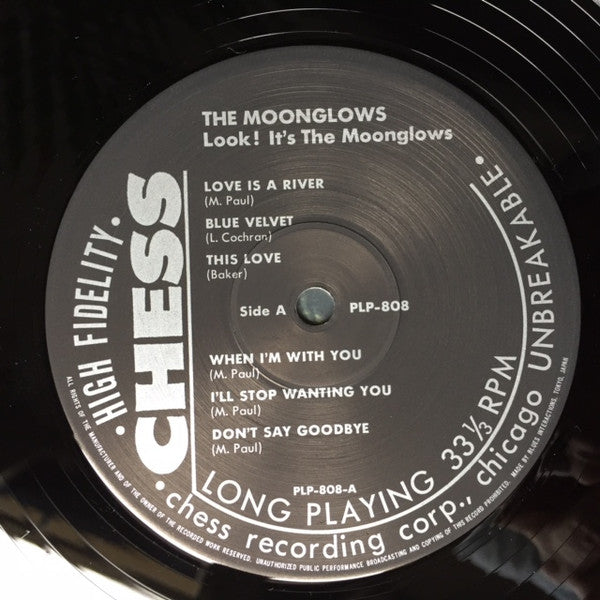 THE MOONGLOWS
Look! It's The Moonglows
LOVE IS A RIVER
(M. Paul)
BLUE VELVET
(L. Cochran)
THIS LOVE
(Baker)
Side A PLP-808
WHEN I'M WITH YOU
(M. Paul)
I'LL STOP WANTING YOU
(M. Paul)
DON'T SAY GOODBYE
(M. Paul)
PLP-808-A
• HIGH FIDELITY •
CHESS
LONG PLAYING 33⅓ RPM
• chess recording corp., chicago UNBREAKABLE •
ALL RIGHTS OF THE MANUFACTURER AND OF THE OWNER OF THE RECORDED WORK RESERVED. UNAUTHORIZED PUBLIC PERFORMANCE BROADCASTING AND COPYING OF THIS RECORD PROHIBITED. MADE BY BLUES INTERACTIONS, TOKYO, JAPAN